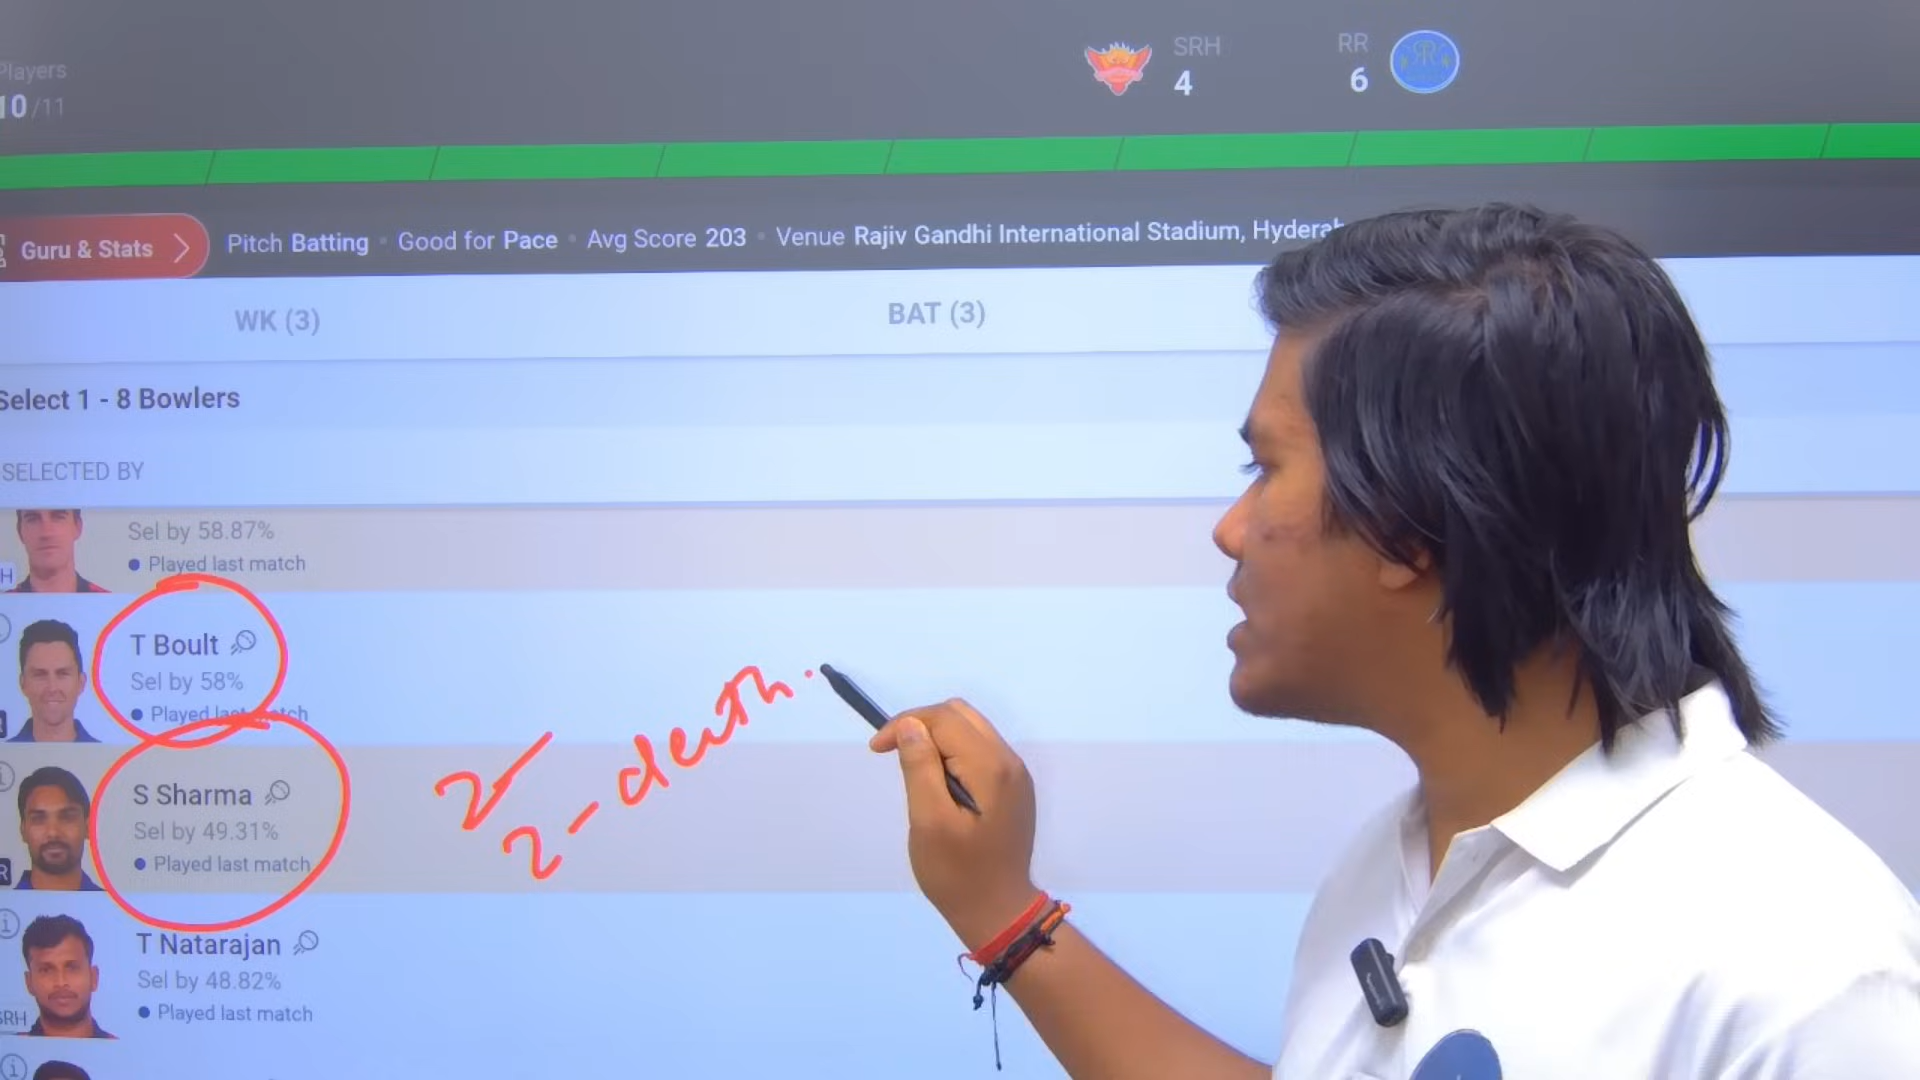 Players
10/11
SRH
4
RR
6
Guru & Stats
Pitch Batting • Good for Pace • Avg Score 203 • Venue Rajiv Gandhi International Stadium, Hyderab
WK (3)
BAT (3)
Select 1 - 8 Bowlers
SELECTED BY
Sel by 58.87%
Played last match
T Boult
Sel by 58%
Played last match
S Sharma
Sel by 49.31%
Played last match
2
2 - death
T Natarajan
Sel by 48.82%
SRH
Played last match